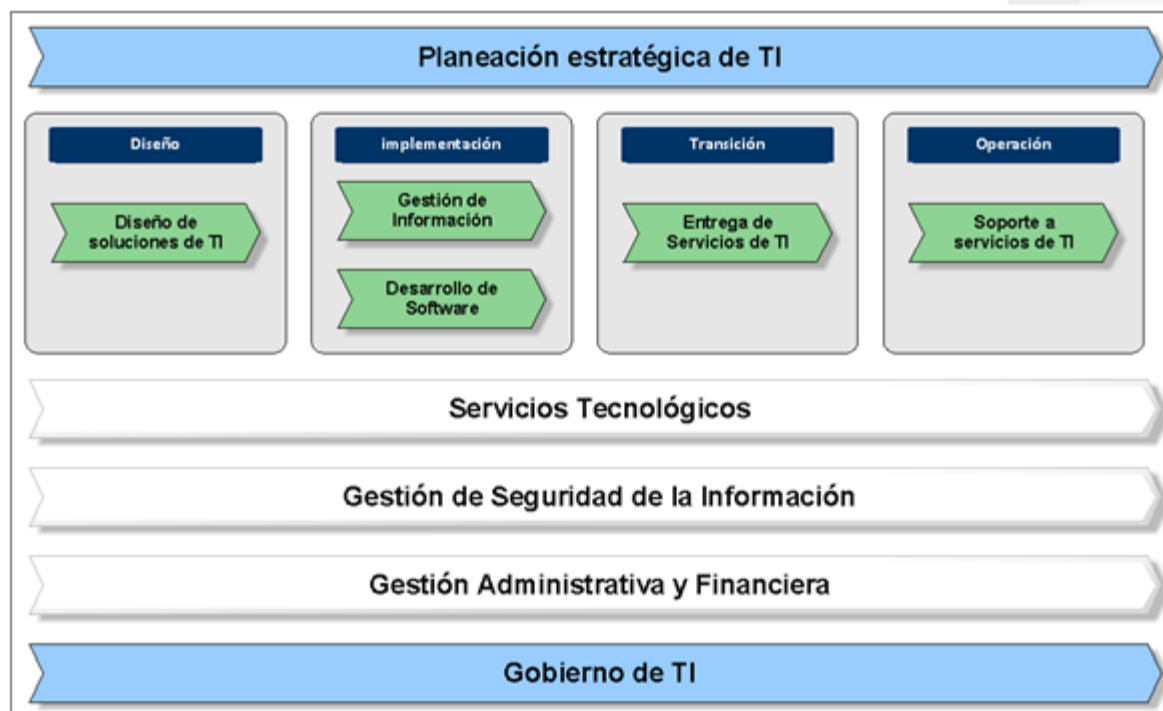 Planeación estratégica de TI
Diseño
implementación
Transición
Operación
Diseño de
soluciones de TI
Gestión de
Información
Desarrollo de
Software
Entrega de
Servicios de TI
Soporte a
servicios de TI
Servicios Tecnológicos
Gestión de Seguridad de la Información
Gestión Administrativa y Financiera
Gobierno de TI